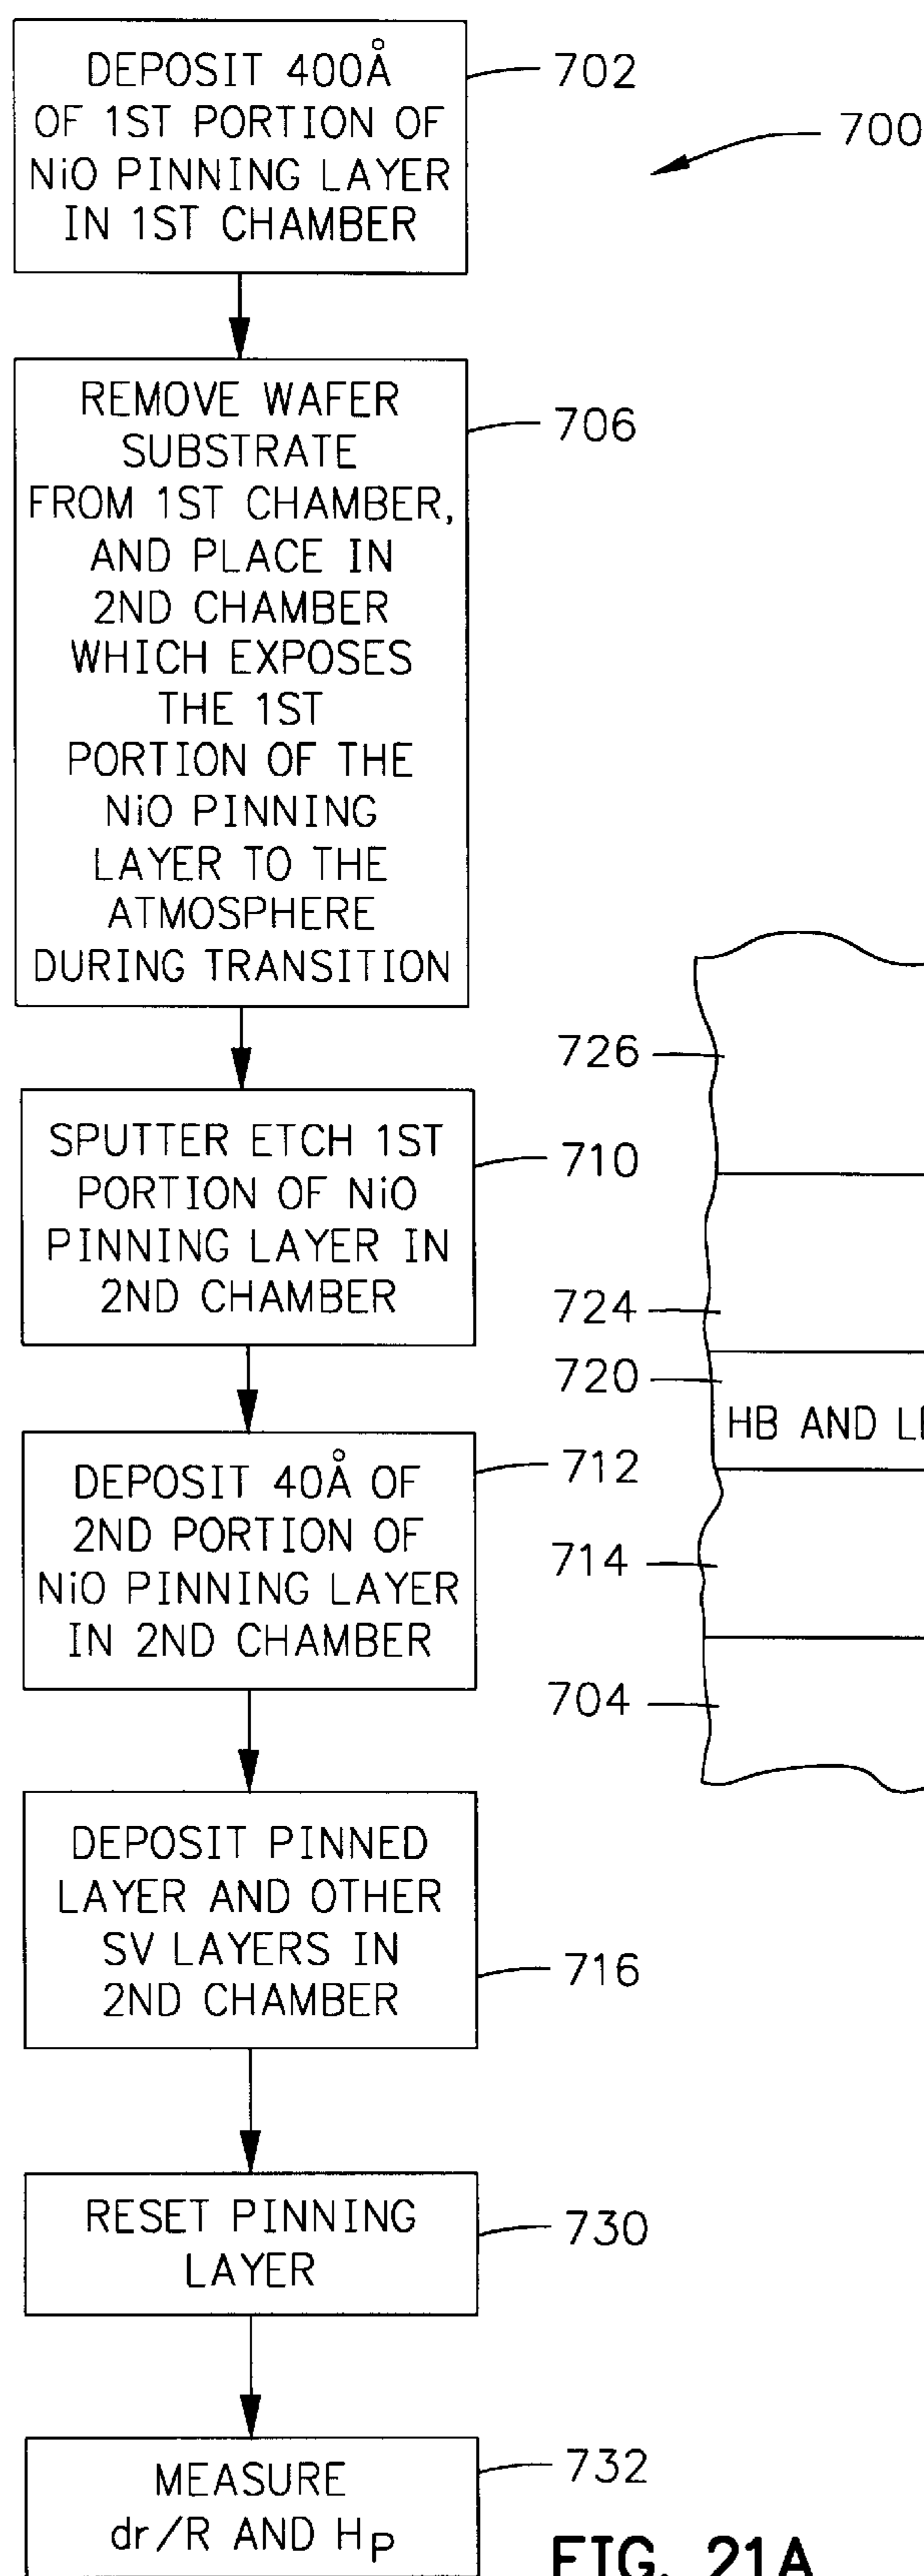 DEPOSIT 400Å
OF 1ST PORTION OF
NiO PINNING LAYER
IN 1ST CHAMBER
702
700
REMOVE WAFER
SUBSTRATE
FROM 1ST CHAMBER,
AND PLACE IN
2ND CHAMBER
WHICH EXPOSES
THE 1ST
PORTION OF THE
NiO PINNING
LAYER TO THE
ATMOSPHERE
DURING TRANSITION
706
SPUTTER ETCH 1ST
PORTION OF NiO
PINNING LAYER IN
2ND CHAMBER
710
DEPOSIT 40Å OF
2ND PORTION OF
NiO PINNING LAYER
IN 2ND CHAMBER
712
DEPOSIT PINNED
LAYER AND OTHER
SV LAYERS IN
2ND CHAMBER
716
RESET PINNING
LAYER
730
MEASURE
dr/R AND HP
732
726
724
720
HB AND
714
704
FIG. 21A